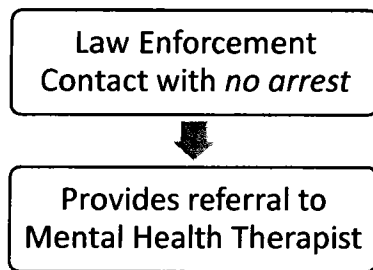 Law Enforcement
Contact with no arrest
Provides referral to
Mental Health Therapist